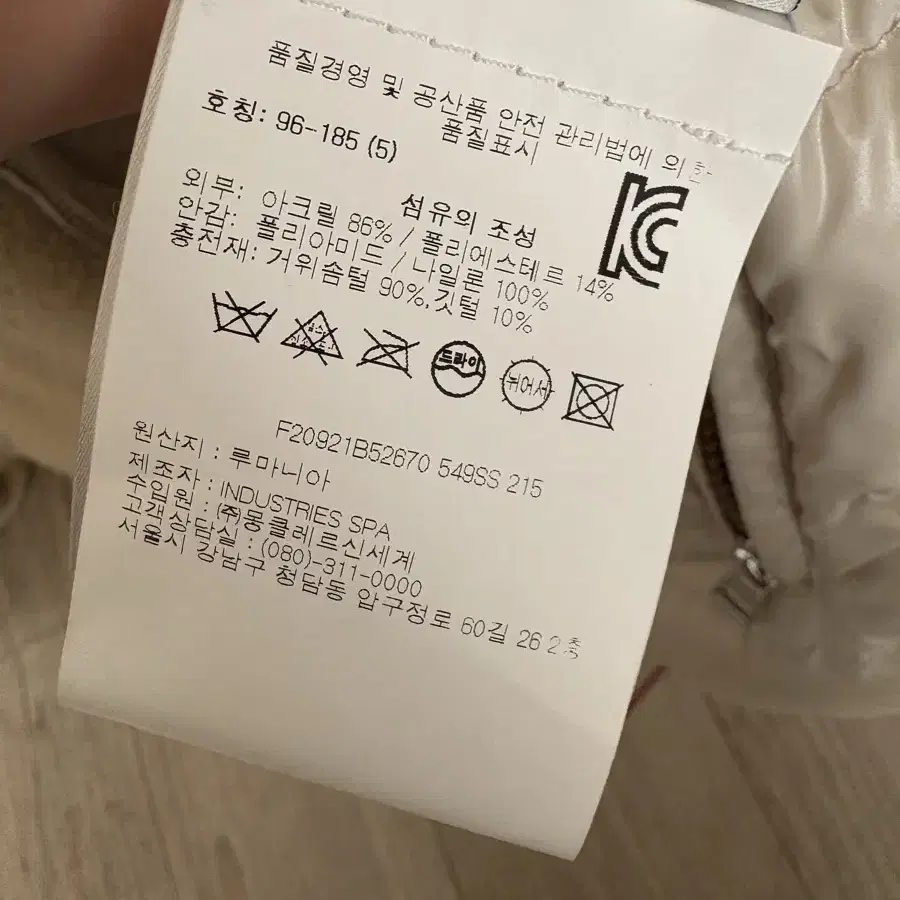 품질경영 및 공산품 안전 관리법에 의한
품질표시
호칭: 96-185 (5)
섬유의 조성
외부: 아크릴 86% / 폴리에스테르 14%
안감: 폴리아미드 / 나일론 100%
충전재: 거위솜털 90%, 깃털 10%
드라이
뉘어서
F20921B52670 549SS 215
원산지 : 루마니아
제조자 : INDUSTRIES SPA
수입원 : (주)몽클레르신세계
고객상담실 : (080)-311-0000
서울시 강남구 청담동 압구정로 60길 26 2층